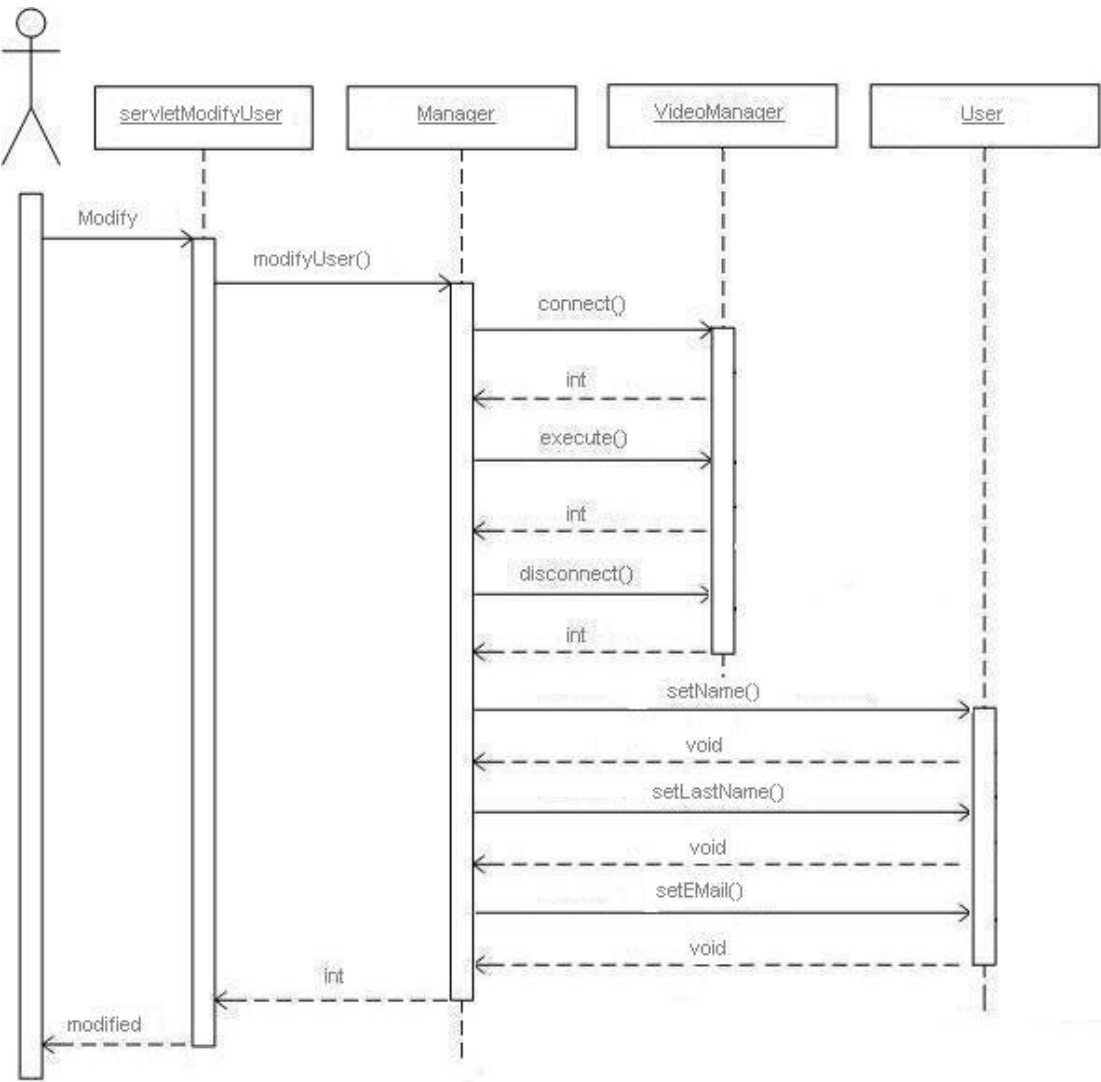 servletModifyUser
Manager
VideoManager
User
Modify
modifyUser()
connect()
int
execute()
int
disconnect()
int
setName()
void
setLastName()
void
setEMail()
void
int
modified